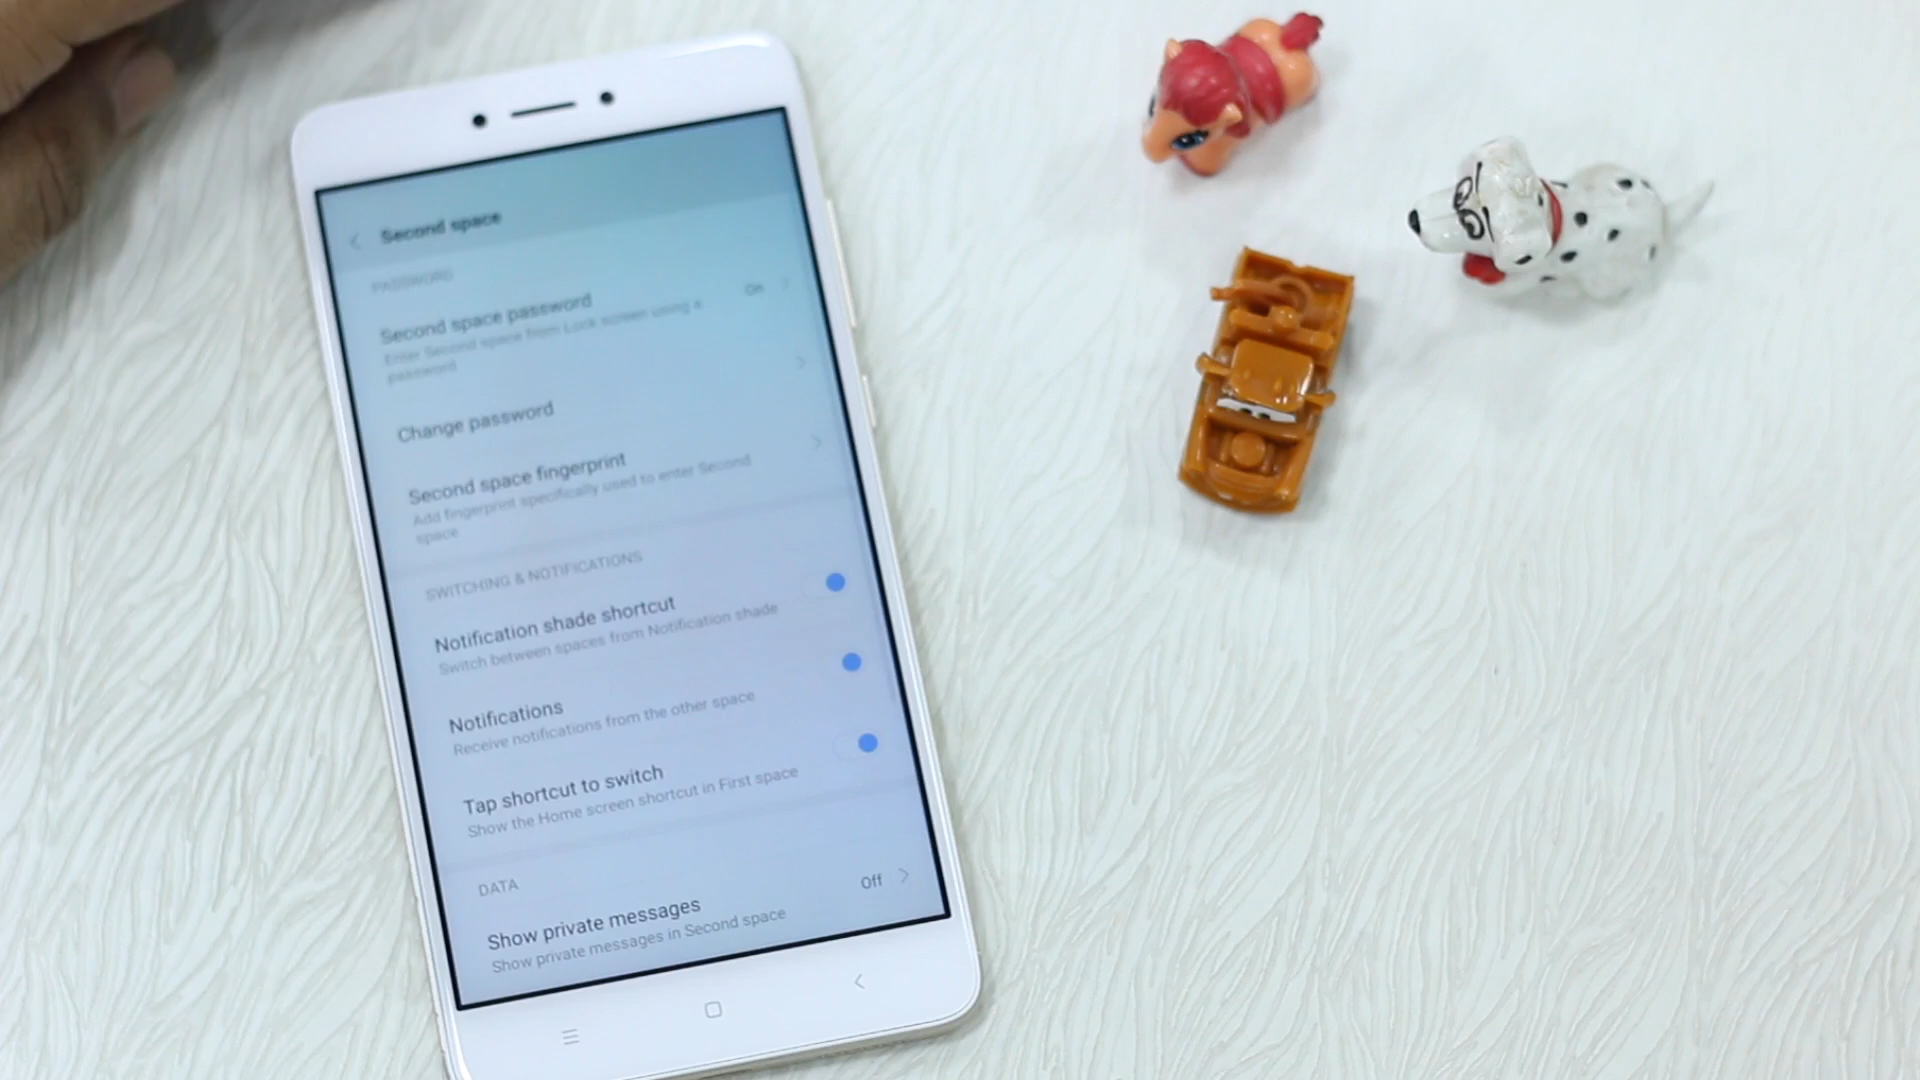 Second space
PASSWORD
Second space password
On
Enter Second space from Lock screen using a
password
Change password
Second space fingerprint
Add fingerprint specifically used to enter Second
space
SWITCHING & NOTIFICATIONS
Notification shade shortcut
Switch between spaces from Notification shade
Notifications
Receive notifications from the other space
Tap shortcut to switch
Show the Home screen shortcut in First space
DATA
Show private messages
Off
Show private messages in Second space